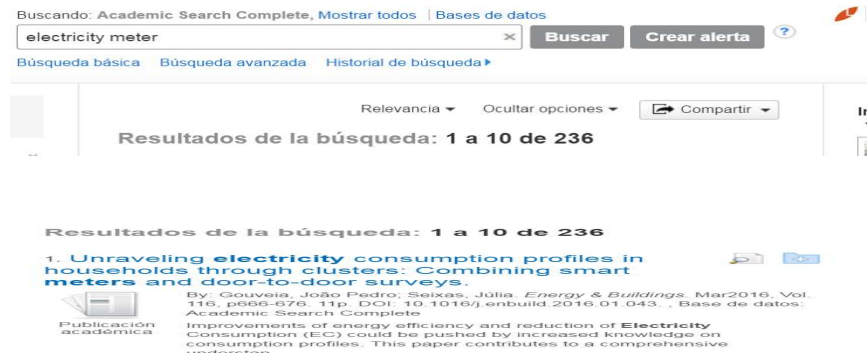 Buscando: Academic Search Complete, Mostrar todos | Bases de datos
electricity meter × Buscar Crear alerta ?
Búsqueda básica Búsqueda avanzada Historial de búsqueda
Relevancia Ocultar opciones Compartir
Resultados de la búsqueda: 1 a 10 de 236
Resultados de la búsqueda: 1 a 10 de 236
1. Unraveling electricity consumption profiles in
households through clusters: Combining smart
meters and door-to-door surveys.
By: Gouveia, João Pedro; Seixas, Júlia. Energy & Buildings. Mar2016, Vol.
116, p666-676. 11p. DOI: 10.1016/j.enbuild.2016.01.043. , Base de datos:
Academic Search Complete
Publicación
académica
Improvements of energy efficiency and reduction of Electricity
Consumption (EC) could be pushed by increased knowledge on
consumption profiles. This paper contributes to a comprehensive